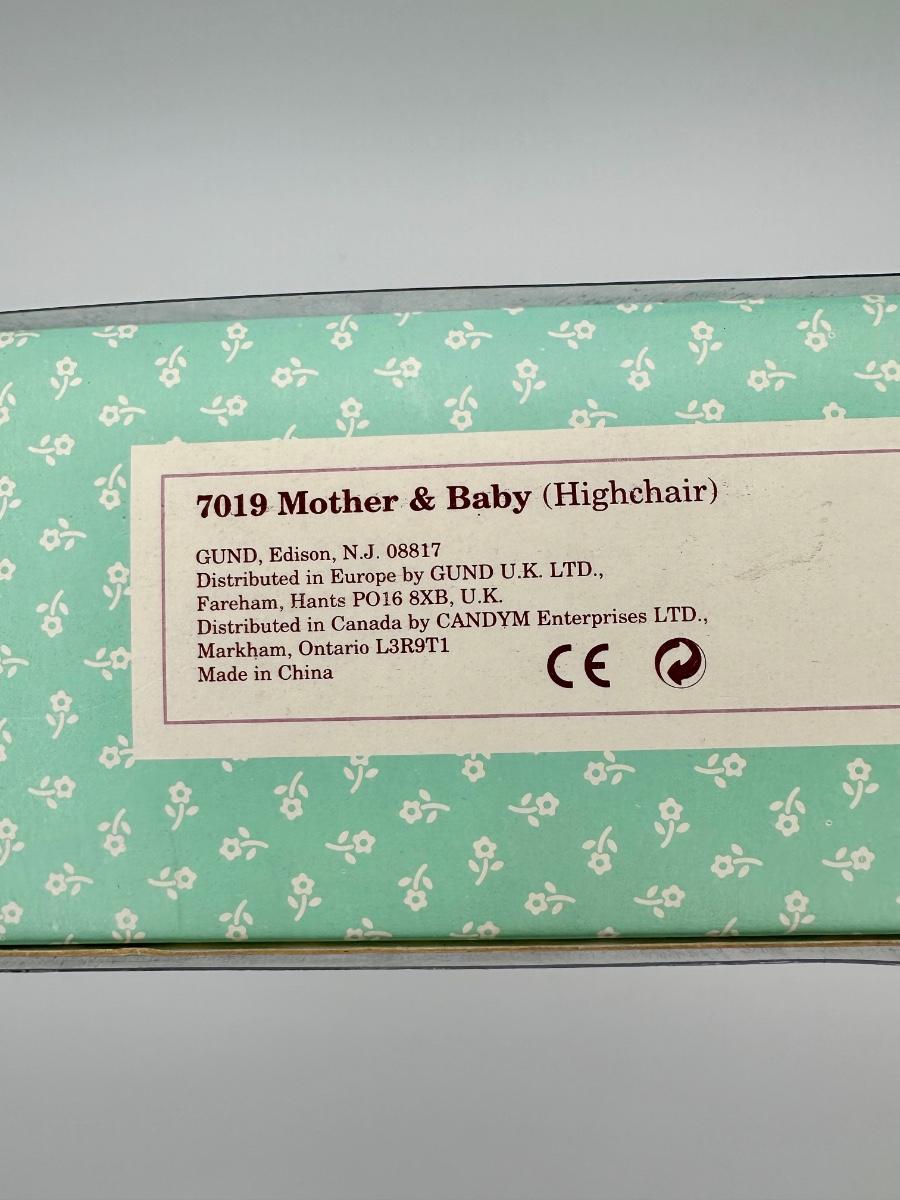 7019 Mother & Baby (Highchair)
GUND, Edison, N.J. 08817
Distributed in Europe by GUND U.K. LTD.,
Fareham, Hants PO16 8XB, U.K.
Distributed in Canada by CANDYM Enterprises LTD.,
Markham, Ontario L3R9T1
Made in China
CE